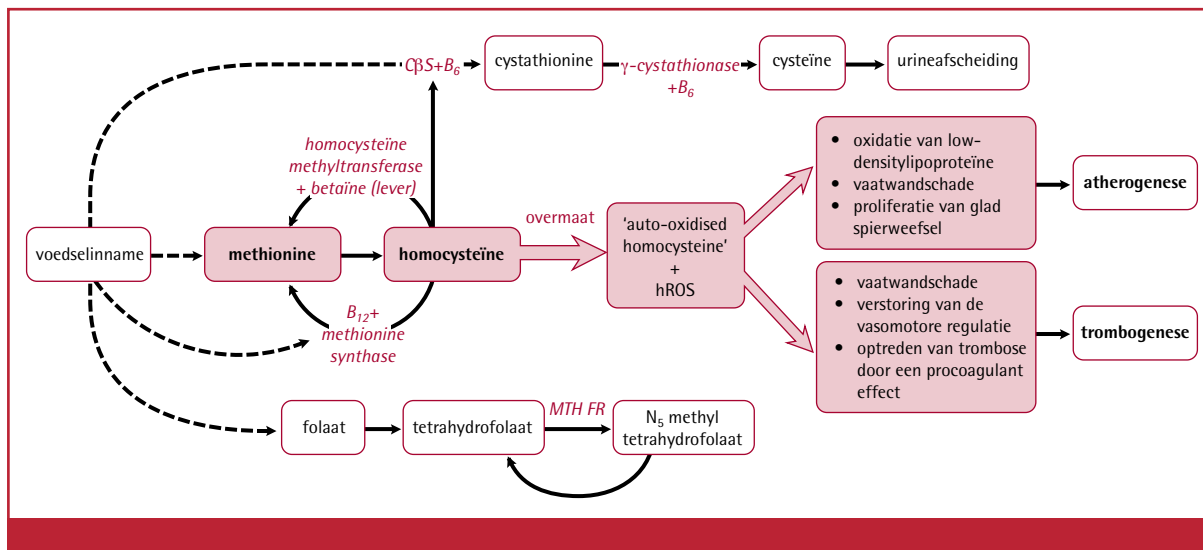 CβS+B6
cystathionine
γ-cystathionase
+B6
cysteïne
urineafscheiding
homocysteïne
methyltransferase
+ betaïne (lever)
voedselinname
methionine
homocysteïne
overmaat
'auto-oxidised
homocysteine'
+
hROS
• oxidatie van low-
densitylipoproteïne
• vaatwandschade
• proliferatie van glad
spierweefsel
atherogenese
B12+
methionine
synthase
• vaatwandschade
• verstoring van de
vasomotore regulatie
• optreden van trombose
door een procoagulant
effect
trombogenese
folaat
tetrahydrofolaat
MTH FR
N5 methyl
tetrahydrofolaat